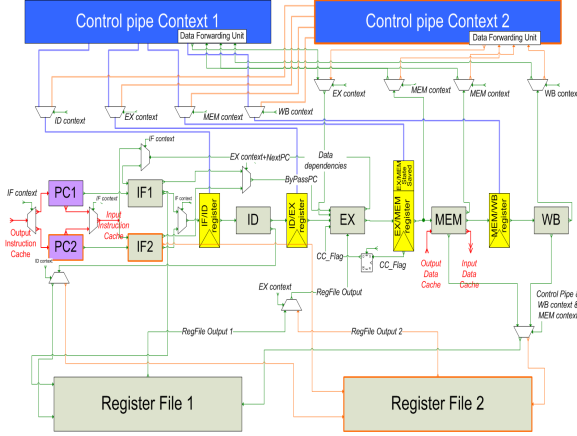 Control pipe Context 1
Data Forwarding Unit
Control pipe Context 2
Data Forwarding Unit
ID context
EX context
MEM context
WB context
EX context
MEM context
MEM context
WB context
IF context
EX context+NextPC
Data
dependencies
ByPassPC
IF context
PC1
IF context
IF1
IF context
Input
Instruction
Cache
Output
Instruction
Cache
PC2
IF2
IF/ID
register
ID
ID/EX
register
EX
EX/MEM
State
Saved
EX/MEM
register
MEM
MEM/WB
register
WB
ID context
CC_Flag
CC_Flag
Output
Data
Cache
Input
Data
Cache
EX context
RegFile Output
Control Pipe &
WB context &
MEM context
RegFile Output 1
RegFile Output 2
Register File 1
Register File 2